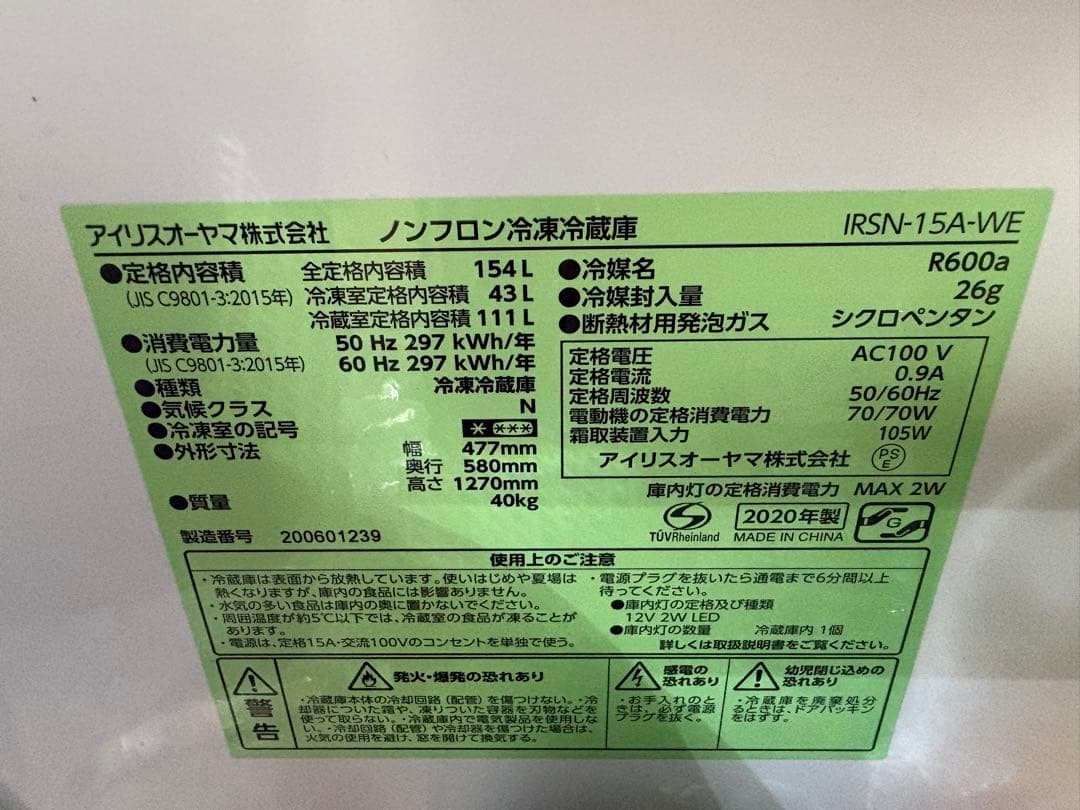 アイリスオーヤマ株式会社 ノンフロン冷凍冷蔵庫 IRSN-15A-WE
●定格内容積 全定格内容積 154L
(JIS C9801-3:2015年) 冷凍室定格内容積 43L
冷蔵室定格内容積 111L
●消費電力量 50 Hz 297 kWh/年
(JIS C9801-3:2015年) 60 Hz 297 kWh/年
●種類 冷凍冷蔵庫
●気候クラス N
●冷凍室の記号
●外形寸法 幅 477mm
奥行 580mm
高さ 1270mm
●質量 40kg
製造番号 200601239
●冷媒名 R600a
●冷媒封入量 26g
●断熱材用発泡ガス シクロペンタン
定格電圧 AC100 V
定格電流 0.9A
定格周波数 50/60Hz
電動機の定格消費電力 70/70W
霜取装置入力 105W
アイリスオーヤマ株式会社 PSE
庫内灯の定格消費電力 MAX 2W
TÜVRheinland 2020年製 G
MADE IN CHINA
使用上のご注意
・冷蔵庫は表面から放熱しています。使いはじめや夏場は
熱くなりますが、庫内の食品には影響ありません。
・水気の多い食品は庫内の奥に置かないでください。
・周囲温度が約5℃以下では、冷蔵室の食品が凍ることが
あります。
・電源は、定格15A・交流100Vのコンセントを単独で使う。
・電源プラグを抜いたら通電まで6分間以上
待ってください。
●庫内灯の定格及び種類
12V 2W LED
●庫内灯の数量 冷蔵庫内 1個
詳しくは取扱説明書をご覧ください。
警告
発火・爆発の恐れあり
・冷蔵庫本体の冷却回路(配管)を傷つけない。・冷
却器についた霜や、凍りついた容器を刃物などを
使って取らない。・冷蔵庫内で電気製品を使用しな
い。・冷却回路(配管)や冷却器を傷つけた場合は、
火気の使用を避け、窓を開けて換気する。
感電の
恐れあり
・お手入れのと
きは、必ず電源
プラグを抜く。
幼児閉じ込めの
恐れあり
・冷蔵庫を廃棄処分
するときは、ドアパッキン
をはずす。